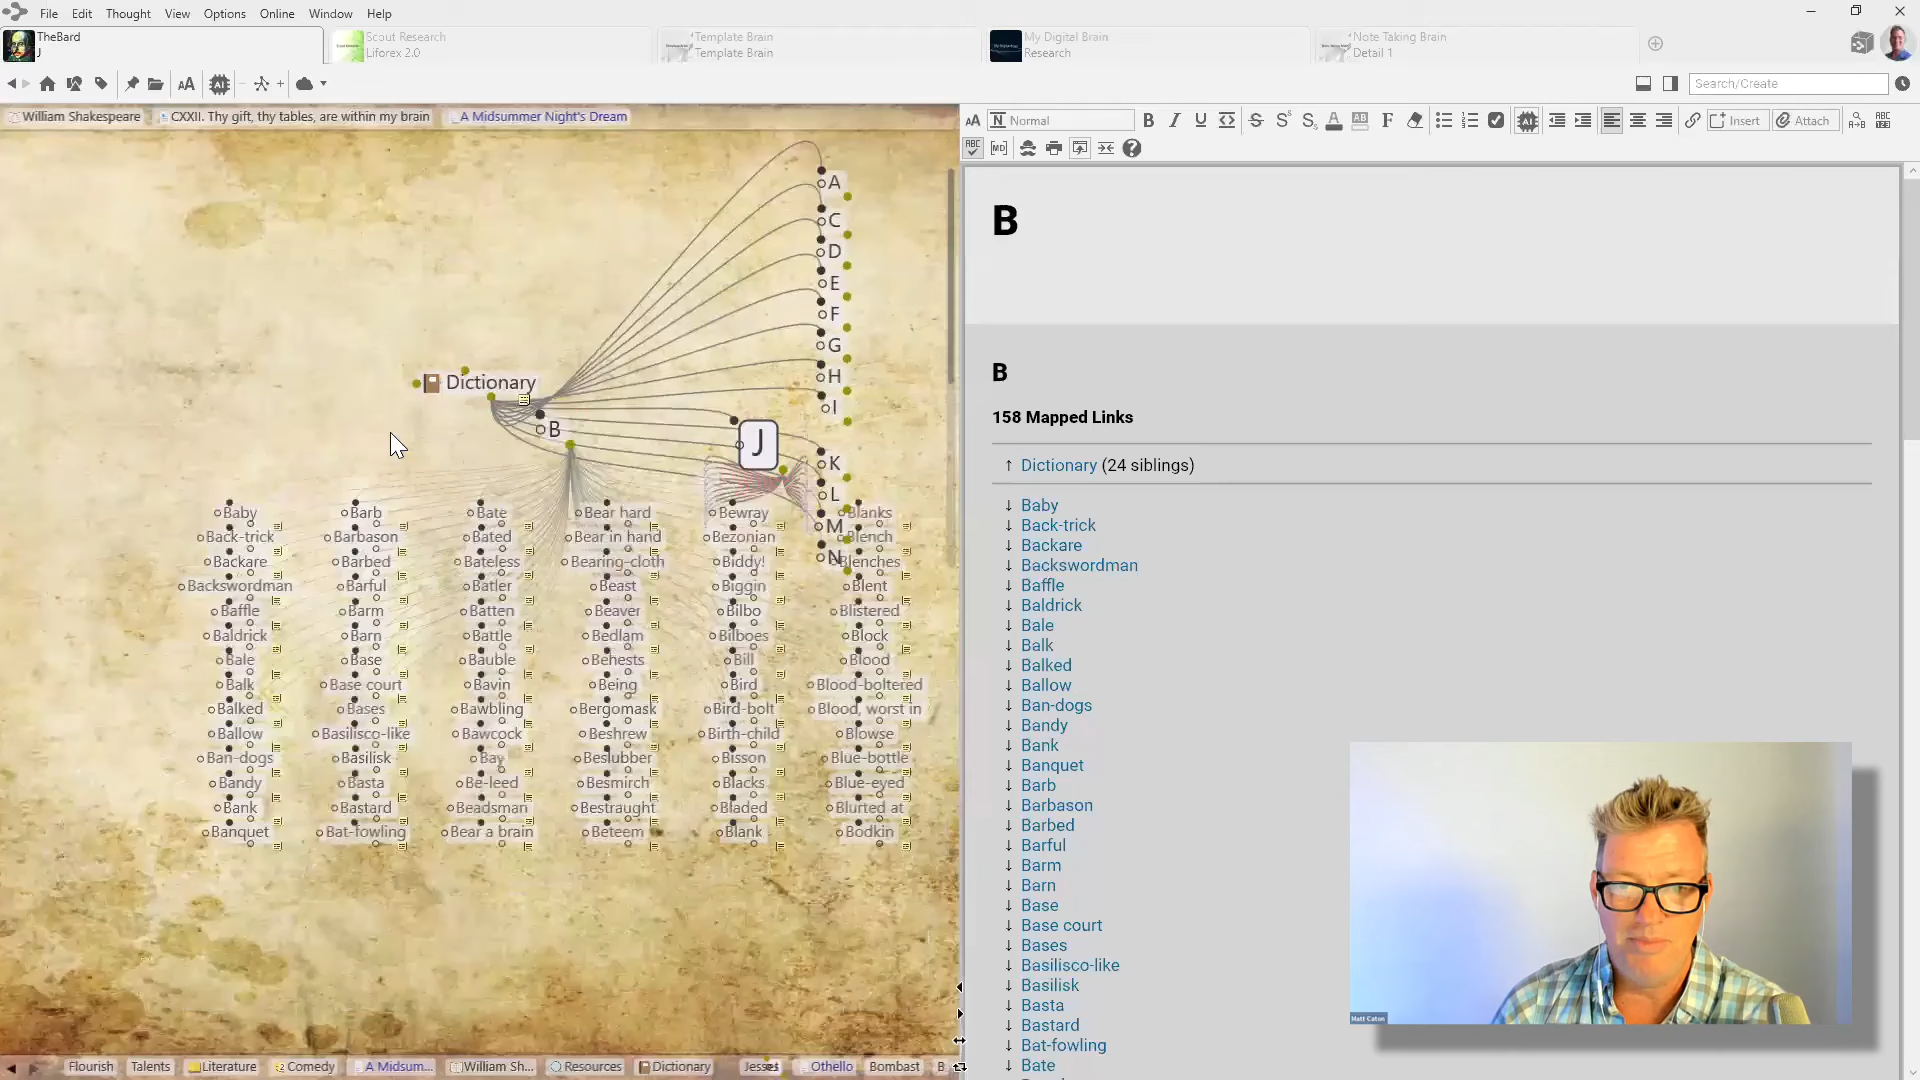 File Edit Thought View Options Online Window Help
TheBard
J
Scout Research
Liforex 2.0
Template Brain
Template Brain
My Digital Brain
Research
Note Taking Brain
Detail 1
Search/Create
William Shakespeare
CXXII. Thy gift, thy tables, are within my brain
A Midsummer Night's Dream
Normal
Insert
Attach
Dictionary
B
J
A
C
D
E
F
G
H
I
K
L
M
N
Baby
Back-trick
Backare
Backswordman
Baffle
Baldrick
Bale
Balk
Balked
Ballow
Ban-dogs
Bandy
Bank
Banquet
Barb
Barbason
Barbed
Barful
Barm
Barn
Base
Base court
Bases
Basilisco-like
Basilisk
Basta
Bastard
Bat-fowling
Bate
Bated
Bateless
Batler
Batten
Battle
Bauble
Bavin
Bawbling
Bawcock
Bay
Be-leed
Beadsman
Bear a brain
Bear hard
Bear in hand
Bearing-cloth
Beast
Beaver
Bedlam
Behests
Being
Bergomask
Beshrew
Beslubber
Besmirch
Bestraught
Beteem
Bewray
Bezonian
Biddy!
Biggin
Bilbo
Bilboes
Bill
Bird
Bird-bolt
Birth-child
Bisson
Blacks
Bladed
Blank
Blanks
Blench
Blenches
Blent
Blistered
Block
Blood
Blood-boltered
Blood, worst in
Blowse
Blue-bottle
Blue-eyed
Blurted at
Bodkin
Flourish Talents Literature Comedy A Midsum... William Sh... Resources Dictionary Jesses Othello Bombast B
B
B
158 Mapped Links
↑ Dictionary (24 siblings)
↓ Baby
↓ Back-trick
↓ Backare
↓ Backswordman
↓ Baffle
↓ Baldrick
↓ Bale
↓ Balk
↓ Balked
↓ Ballow
↓ Ban-dogs
↓ Bandy
↓ Bank
↓ Banquet
↓ Barb
↓ Barbason
↓ Barbed
↓ Barful
↓ Barm
↓ Barn
↓ Base
↓ Base court
↓ Bases
↓ Basilisco-like
↓ Basilisk
↓ Basta
↓ Bastard
↓ Bat-fowling
↓ Bate
Matt Caton